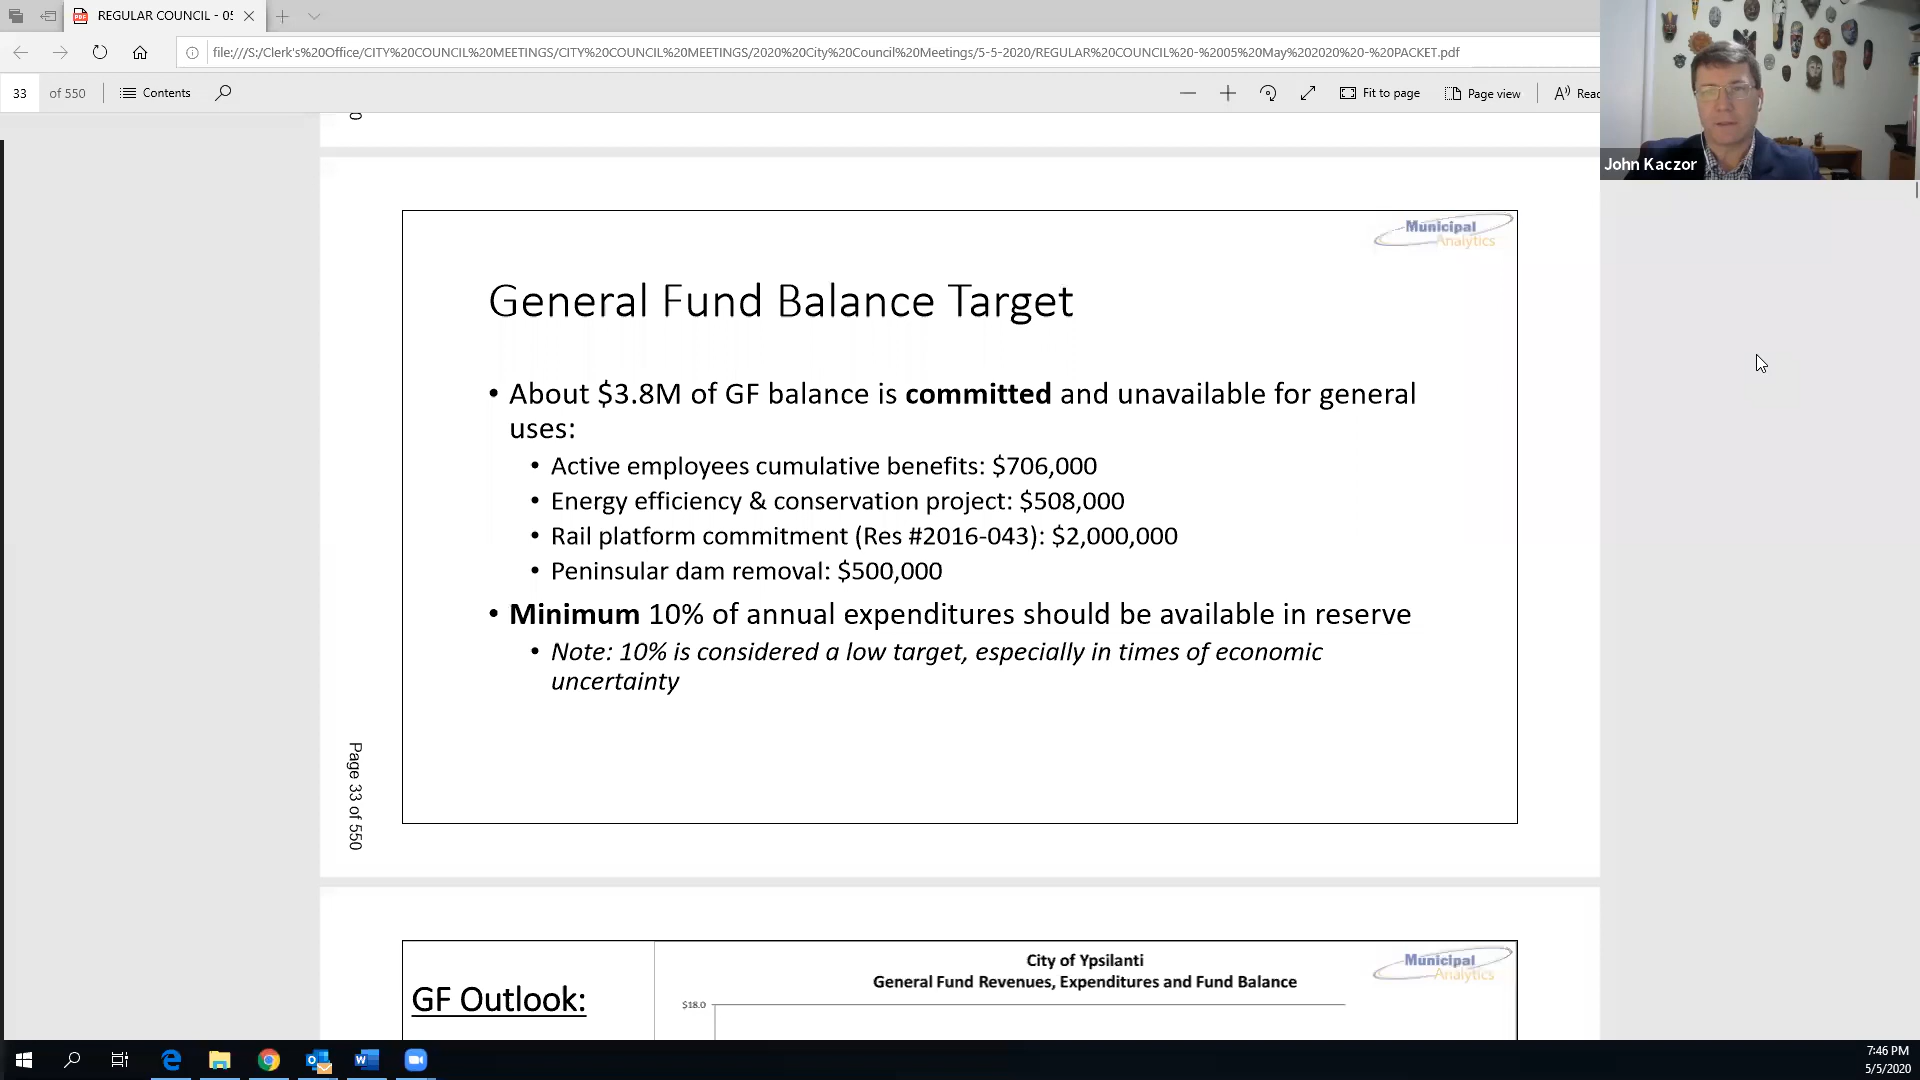 REGULAR COUNCIL - 05
file:///S:/Clerk's%20Office/CITY%20COUNCIL%20MEETINGS/CITY%20COUNCIL%20MEETINGS/2020%20City%20Council%20Meetings/5-5-2020/REGULAR%20COUNCIL%20-%2005%20May%202020%20-%20PACKET.pdf
33 of 550 Contents Fit to page Page view Read
John Kaczor
Municipal
Analytics
General Fund Balance Target
• About $3.8M of GF balance is committed and unavailable for general
uses:
• Active employees cumulative benefits: $706,000
• Energy efficiency & conservation project: $508,000
• Rail platform commitment (Res #2016-043): $2,000,000
• Peninsular dam removal: $500,000
• Minimum 10% of annual expenditures should be available in reserve
• Note: 10% is considered a low target, especially in times of economic
uncertainty
Page 33 of 550
City of Ypsilanti
General Fund Revenues, Expenditures and Fund Balance
Municipal
Analytics
GF Outlook:
$18.0
7:46 PM
5/5/2020